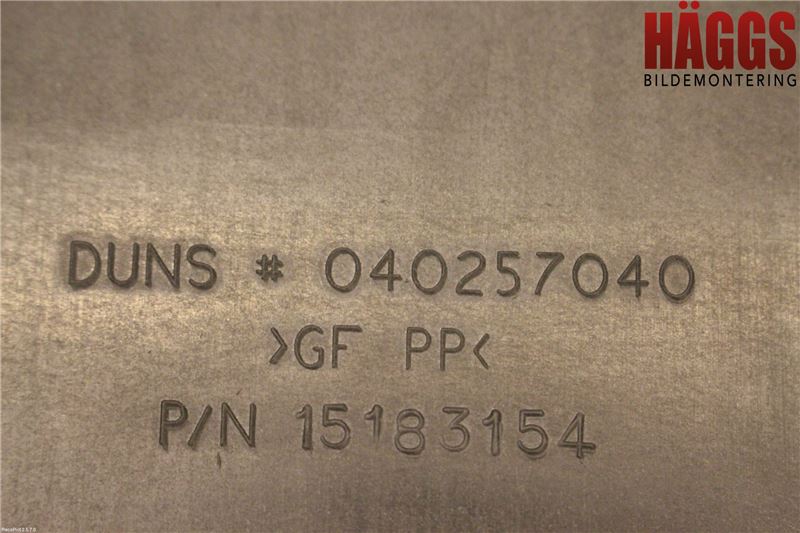 HÄGGS
BILDEMONTERING
DUNS # 040257040
>GF PP<
P/N 15183154